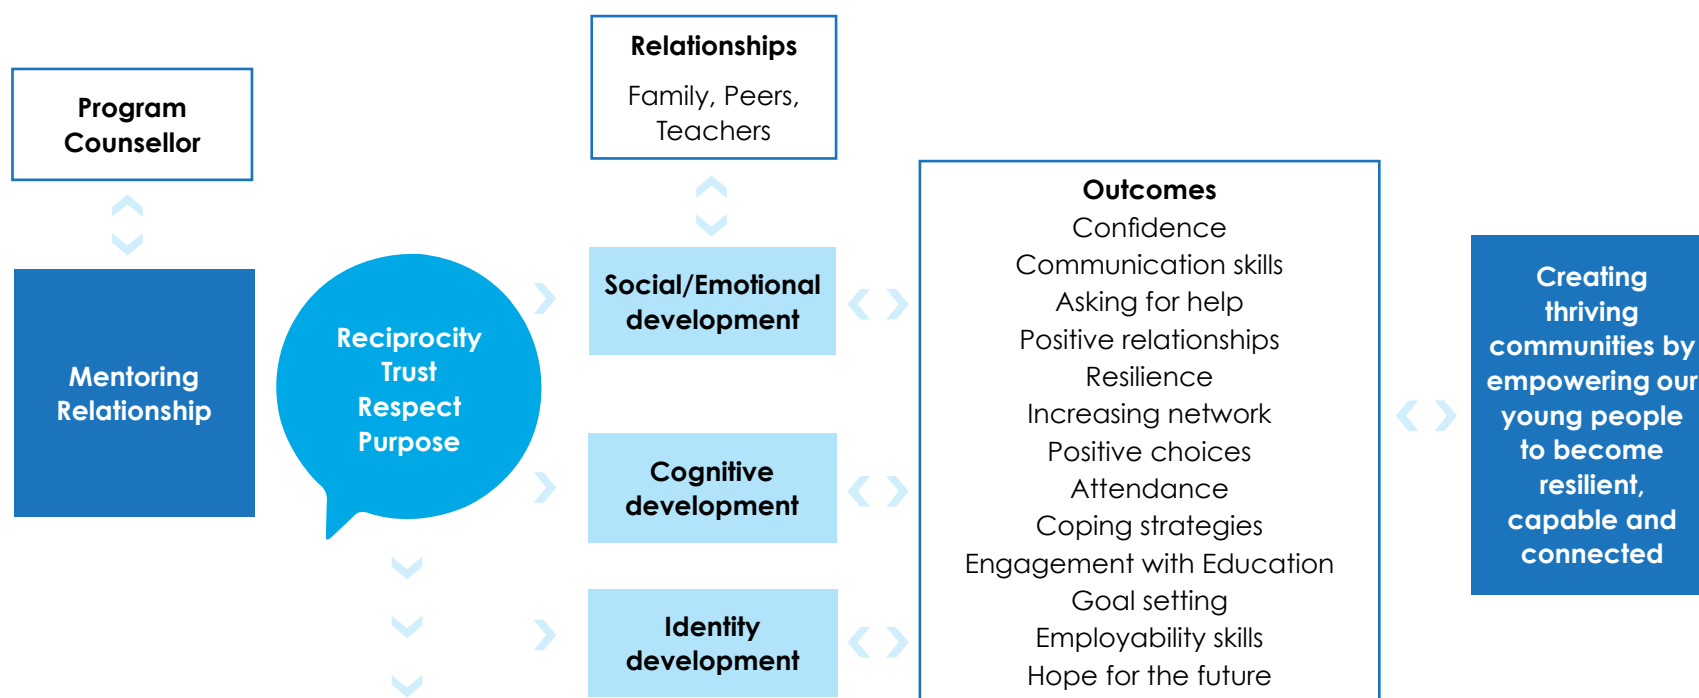 Program
Counsellor
Mentoring
Relationship
Reciprocity
Trust
Respect
Purpose
Relationships
Family, Peers,
Teachers
Social/Emotional
development
Cognitive
development
Identity
development
Outcomes
Confidence
Communication skills
Asking for help
Positive relationships
Resilience
Increasing network
Positive choices
Attendance
Coping strategies
Engagement with Education
Goal setting
Employability skills
Hope for the future
Creating
thriving
communities by
empowering our
young people
to become
resilient,
capable and
connected